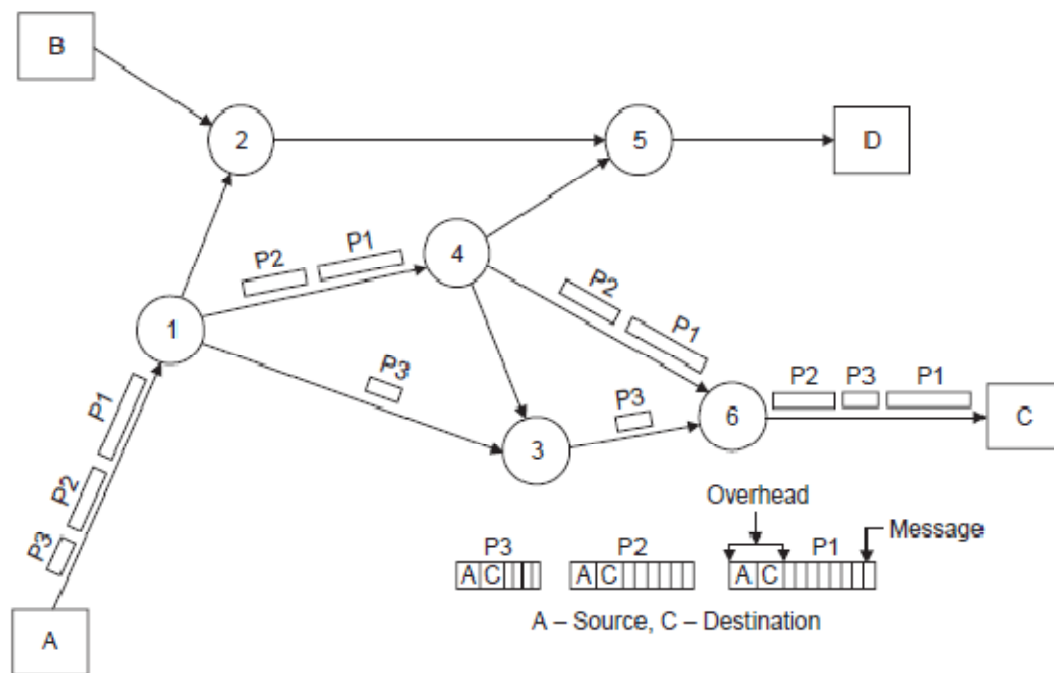 B
2
5
D
P2 P1
4
1
P2
P1
P3
P3
6
P2 P3 P1
C
3
P1
P2
P3
Overhead
Message
P3 P2 P1
A C A C A C
A
A – Source, C – Destination